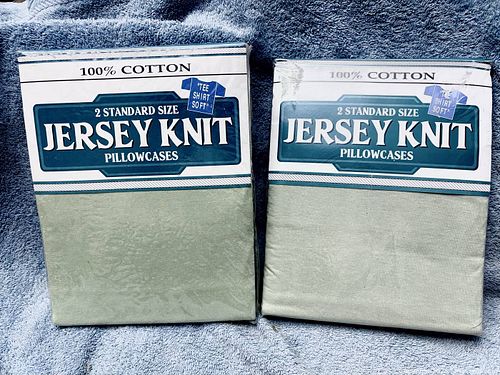 100% COTTON
"TEE
SHIRT
SOFT"
2 STANDARD SIZE
JERSEY KNIT
PILLOWCASES
100% COTTON
"TEE
SHIRT
SOFT"
2 STANDARD SIZE
JERSEY KNIT
PILLOWCASES